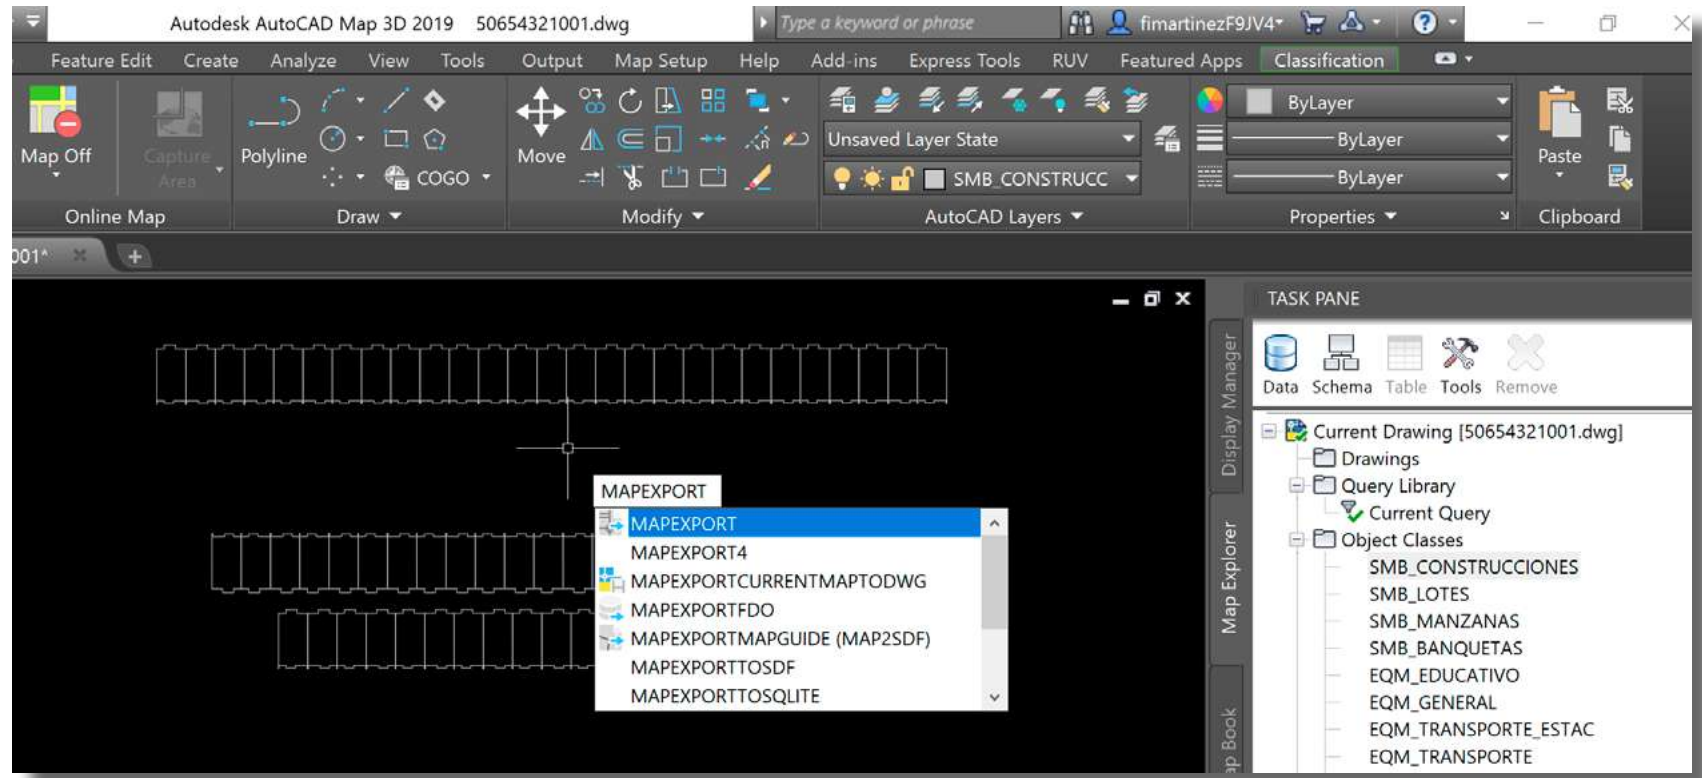 Autodesk AutoCAD Map 3D 2019 50654321001.dwg
Type a keyword or phrase
fimartinezF9JV4
Feature Edit Create Analyze View Tools Output Map Setup Help Add-ins Express Tools RUV Featured Apps Classification
Map Off
Capture Area
Polyline
COGO
Move
Unsaved Layer State
SMB_CONSTRUCC
ByLayer
ByLayer
ByLayer
Paste
Online Map Draw Modify AutoCAD Layers Properties Clipboard
001*
TASK PANE
Display Manager
Map Explorer
Data Schema Table Tools Remove
Current Drawing [50654321001.dwg]
Drawings
Query Library
Current Query
Object Classes
SMB_CONSTRUCCIONES
SMB_LOTES
SMB_MANZANAS
SMB_BANQUETAS
EQM_EDUCATIVO
EQM_GENERAL
EQM_TRANSPORTE_ESTAC
EQM_TRANSPORTE
MAPEXPORT
MAPEXPORT
MAPEXPORT4
MAPEXPORTCURRENTMAPTODWG
MAPEXPORTFDO
MAPEXPORTMAPGUIDE (MAP2SDF)
MAPEXPORTTOSDF
MAPEXPORTTOSQLITE
Book